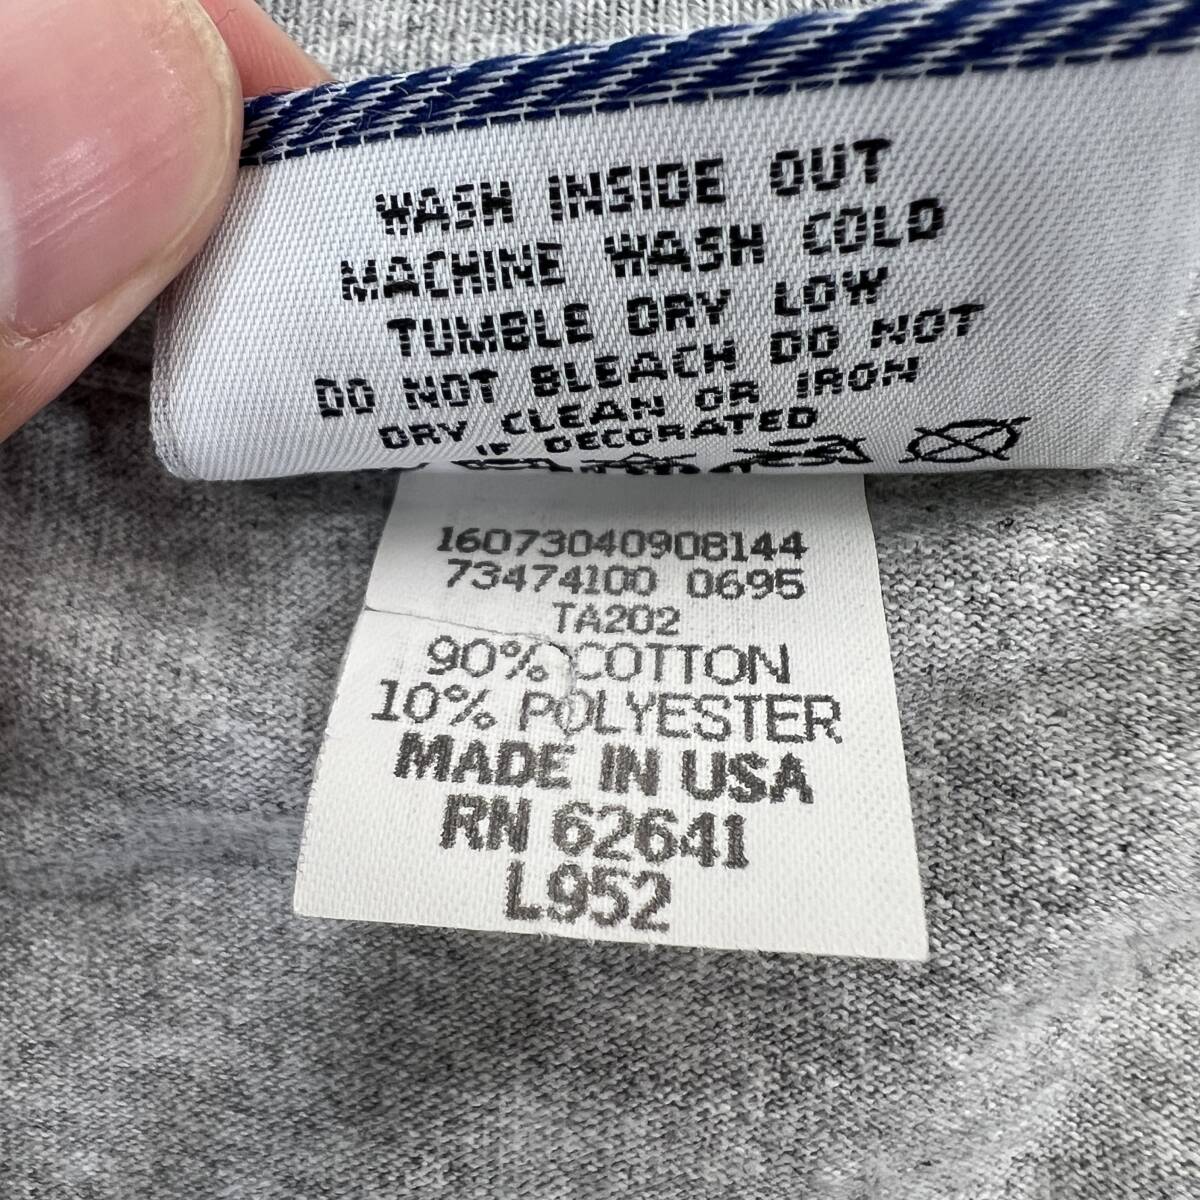 WASH INSIDE OUT
MACHINE WASH COLD
TUMBLE DRY LOW
DO NOT BLEACH DO NOT
DRY CLEAN OR IRON
IF DECORATED
16073040908144
73474100 0695
TA202
90% COTTON
10% POLYESTER
MADE IN USA
RN 62641
L952